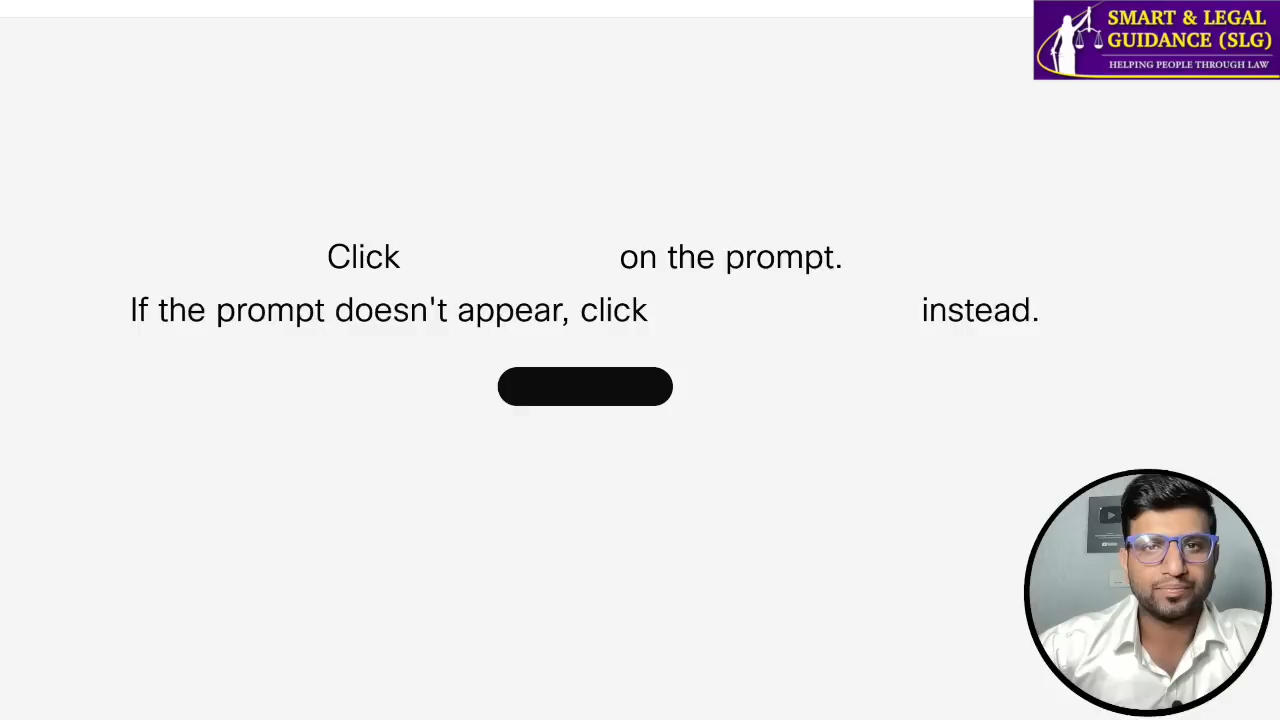 SMART & LEGAL
GUIDANCE (SLG)
HELPING PEOPLE THROUGH LAW
Click on the prompt.
If the prompt doesn't appear, click instead.